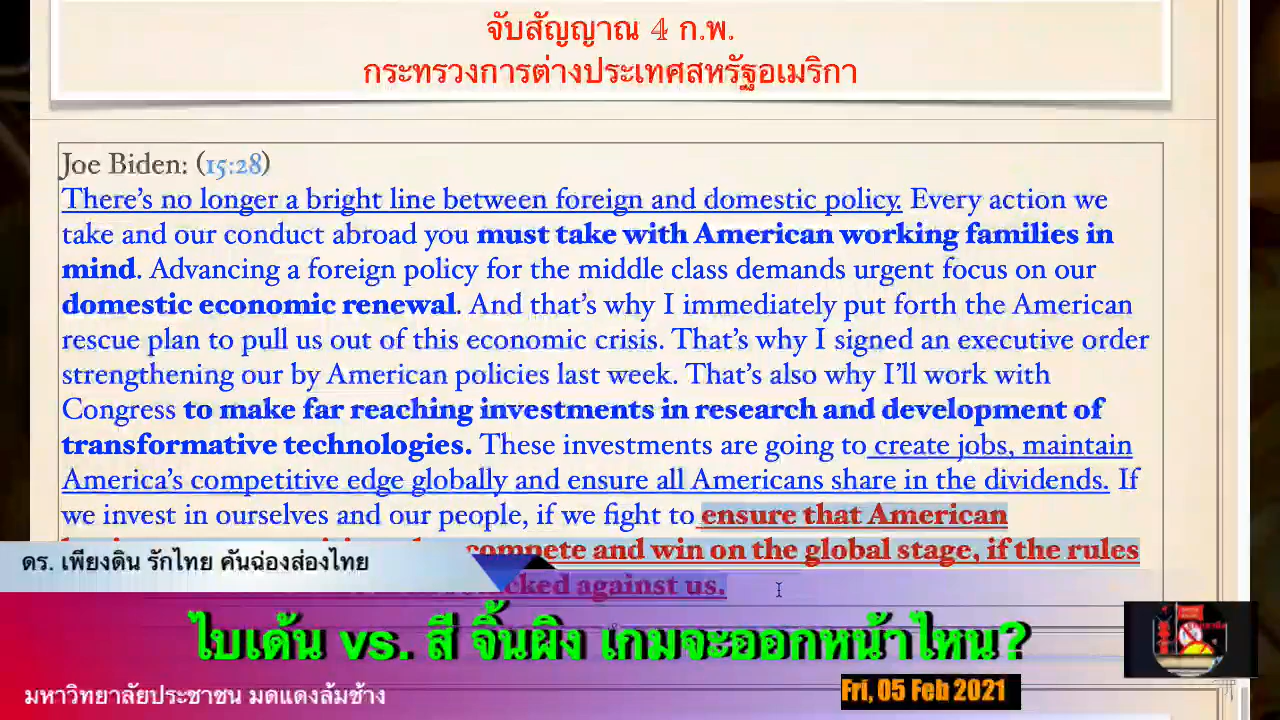 จับสัญญาณ 4 ก.พ.
กระทรวงการต่างประเทศสหรัฐอเมริกา
Joe Biden: (15:28)
There's no longer a bright line between foreign and domestic policy. Every action we
take and our conduct abroad you must take with American working families in
mind. Advancing a foreign policy for the middle class demands urgent focus on our
domestic economic renewal. And that's why I immediately put forth the American
rescue plan to pull us out of this economic crisis. That's why I signed an executive order
strengthening our by American policies last week. That's also why I'll work with
Congress to make far reaching investments in research and development of
transformative technologies. These investments are going to create jobs, maintain
America's competitive edge globally and ensure all Americans share in the dividends. If
we invest in ourselves and our people, if we fight to ensure that American
compete and win on the global stage, if the rules
against us.
ดร. เพียงดิน รักไทย คันฉ่องส่องไทย
ไบเด้น vs. สี จิ้นผิง เกมจะออกหน้าไหน?
มหาวิทยาลัยประชาชน มดแดงล้มช้าง
Fri, 05 Feb 2021